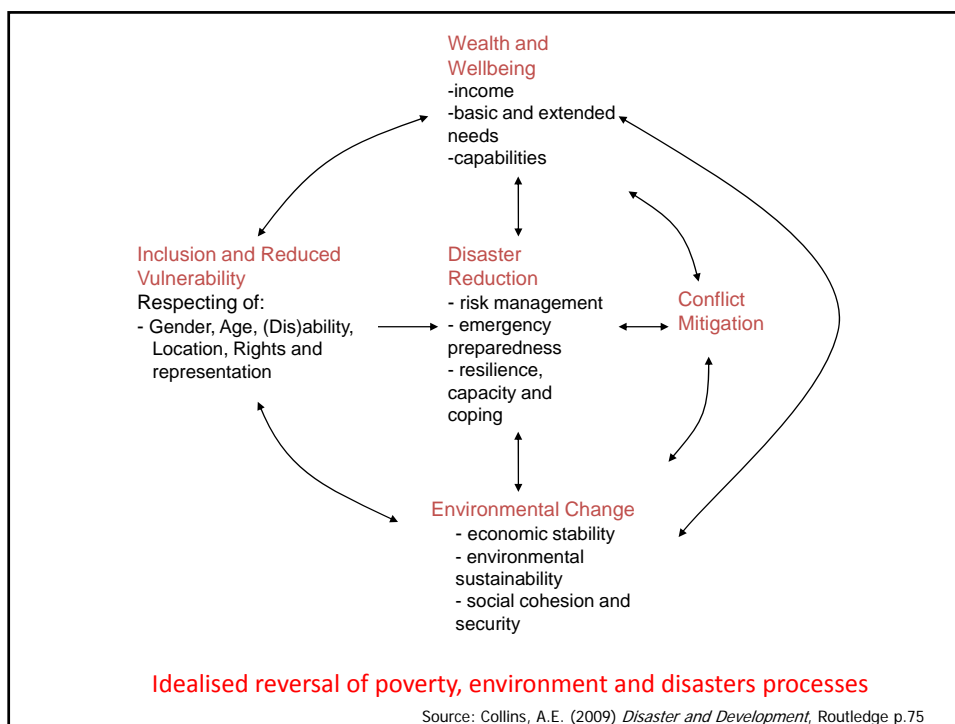 Wealth and
Wellbeing
-income
-basic and extended
needs
-capabilities
Inclusion and Reduced
Vulnerability
Respecting of:
- Gender, Age, (Dis)ability,
Location, Rights and
representation
Disaster
Reduction
- risk management
- emergency
preparedness
- resilience,
capacity and
coping
Conflict
Mitigation
Environmental Change
- economic stability
- environmental
sustainability
- social cohesion and
security
Idealised reversal of poverty, environment and disasters processes
Source: Collins, A.E. (2009) Disaster and Development, Routledge p.75